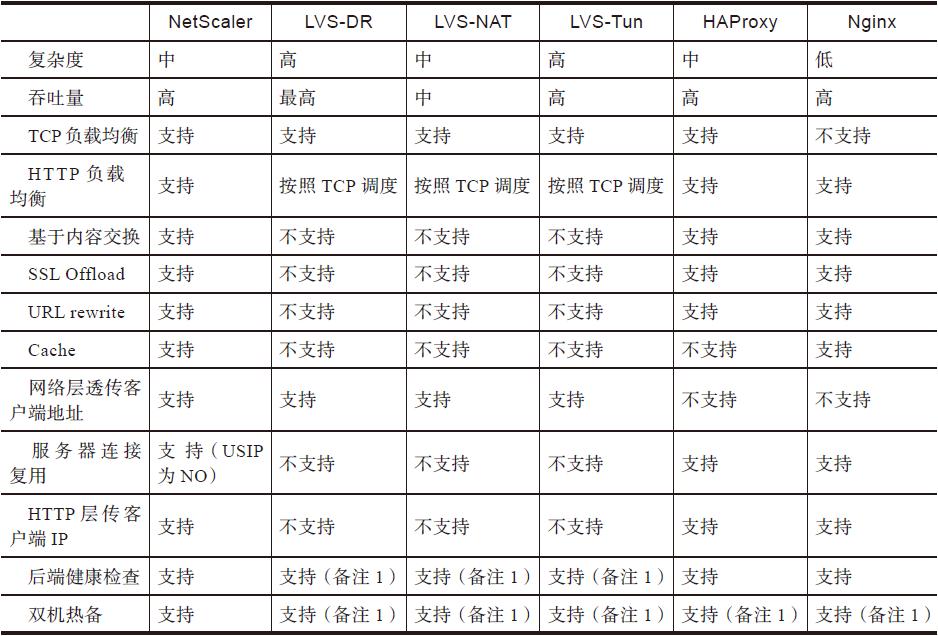 NetScaler LVS-DR LVS-NAT LVS-Tun HAProxy Nginx
复杂度 中 高 中 高 中 低
吞吐量 高 最高 中 高 高 高
TCP 负载均衡 支持 支持 支持 支持 支持 不支持
HTTP 负载
均衡 支持 按照 TCP 调度 按照 TCP 调度 按照 TCP 调度 支持 支持
基于内容交换 支持 不支持 不支持 不支持 支持 支持
SSL Offload 支持 不支持 不支持 不支持 支持 支持
URL rewrite 支持 不支持 不支持 不支持 支持 支持
Cache 支持 不支持 不支持 不支持 不支持 支持
网络层透传客
户端地址 支持 支持 支持 支持 不支持 不支持
服务器连接
复用 支持（USIP
为 NO） 不支持 不支持 不支持 支持 支持
HTTP 层传客
户端 IP 支持 不支持 不支持 不支持 支持 支持
后端健康检查 支持 支持（备注 1） 支持（备注 1） 支持（备注 1） 支持 支持
双机热备 支持 支持（备注 1） 支持（备注 1） 支持（备注 1） 支持（备注 1） 支持（备注 1）